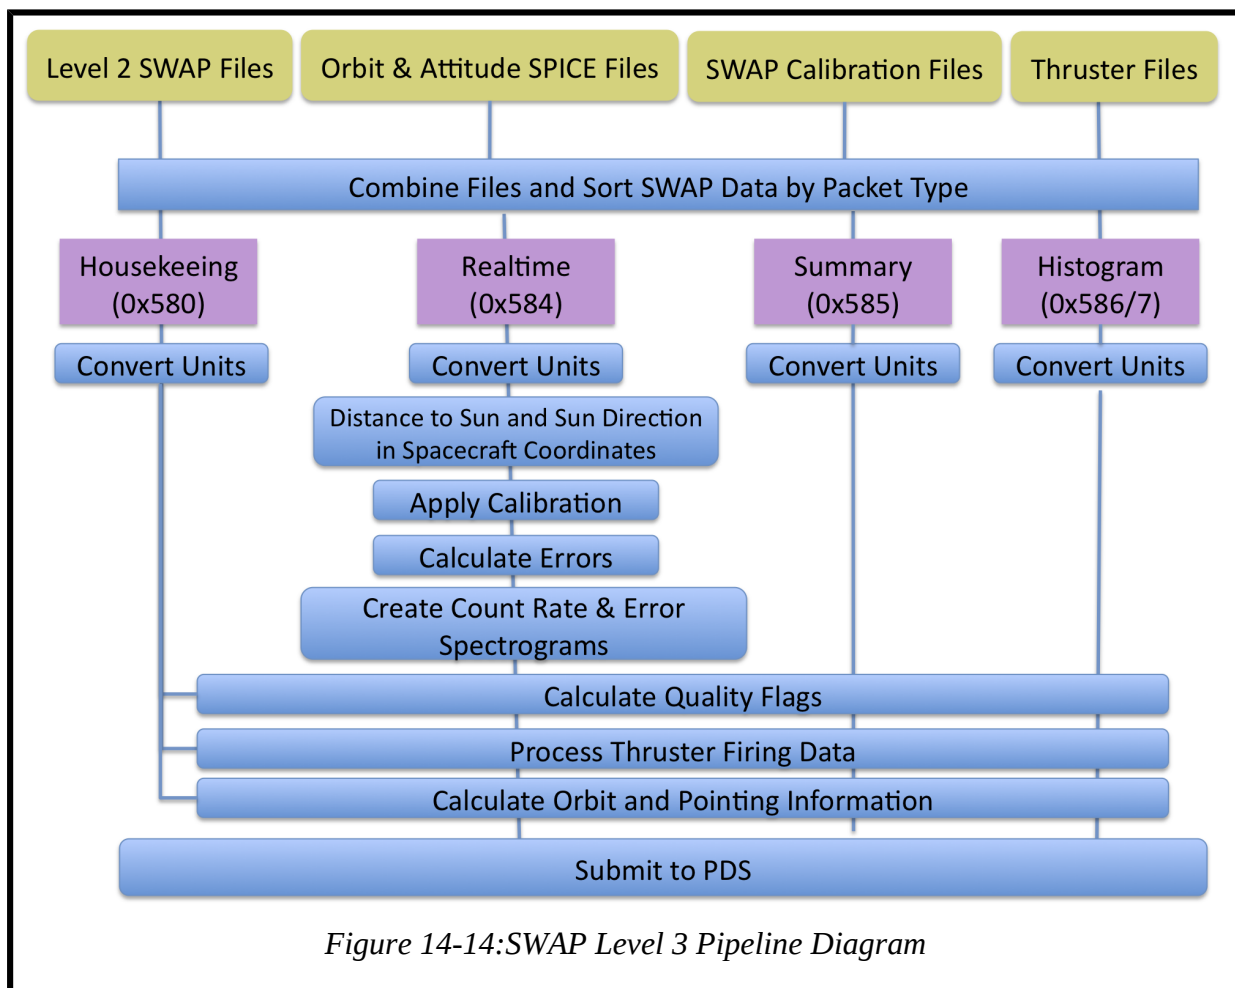 Level 2 SWAP Files
Orbit & Attitude SPICE Files
SWAP Calibration Files
Thruster Files
Combine Files and Sort SWAP Data by Packet Type
Housekeeing
(0x580)
Realtime
(0x584)
Summary
(0x585)
Histogram
(0x586/7)
Convert Units
Convert Units
Convert Units
Convert Units
Distance to Sun and Sun Direction
in Spacecraft Coordinates
Apply Calibration
Calculate Errors
Create Count Rate & Error
Spectrograms
Calculate Quality Flags
Process Thruster Firing Data
Calculate Orbit and Pointing Information
Submit to PDS
Figure 14-14:SWAP Level 3 Pipeline Diagram